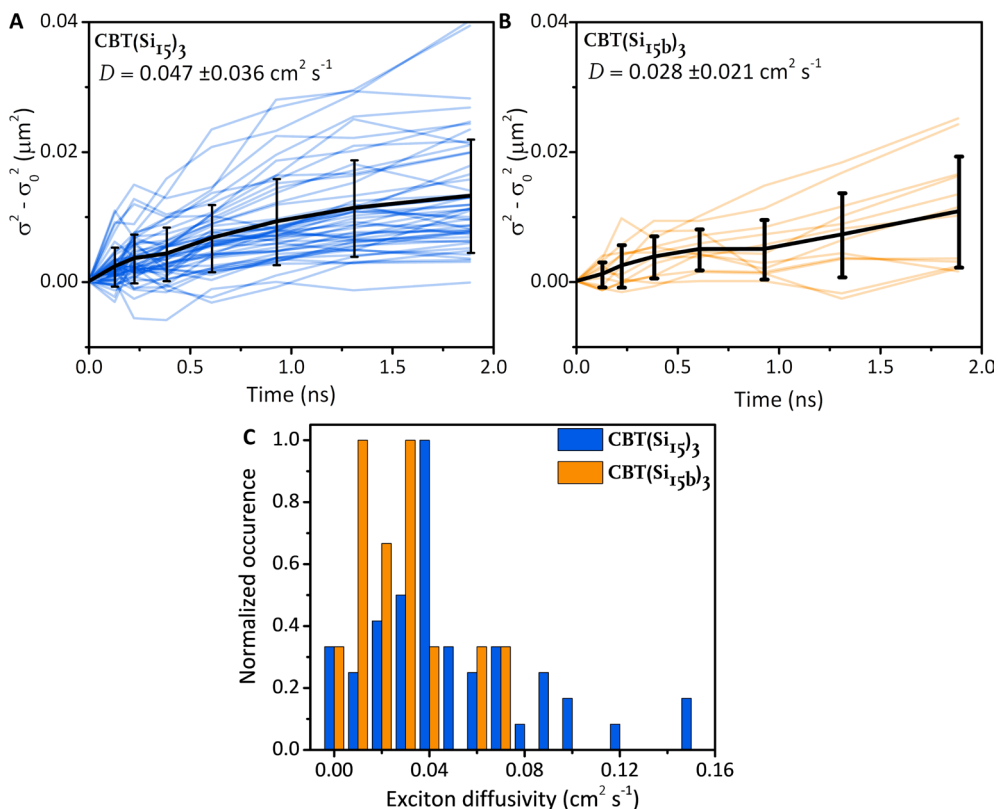 A
CBT(Si15)3
D = 0.047 ±0.036 cm² s⁻¹
σ² - σ₀² (μm²)
0.04
0.02
0.00
0.0 0.5 1.0 1.5 2.0
Time (ns)
B
CBT(Si15b)3
D = 0.028 ±0.021 cm² s⁻¹
σ² - σ₀² (μm²)
0.04
0.02
0.00
0.0 0.5 1.0 1.5 2.0
Time (ns)
C
CBT(Si15)3
CBT(Si15b)3
Normalized occurence
1.0
0.8
0.6
0.4
0.2
0.0
0.00 0.04 0.08 0.12 0.16
Exciton diffusivity (cm² s⁻¹)